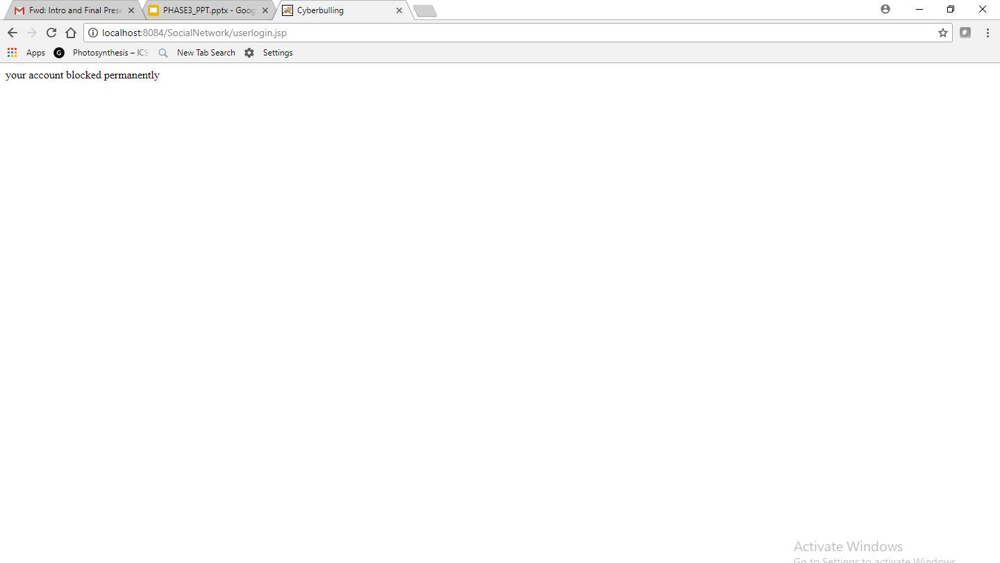 Fwd: Intro and Final Prese
PHASE3_PPT.pptx - Goog
Cyberbulling
localhost:8084/SocialNetwork/userlogin.jsp
Apps
G
Photosynthesis – ICS
New Tab Search
Settings
your account blocked permanently
Activate Windows
Go to Settings to activate Windows.